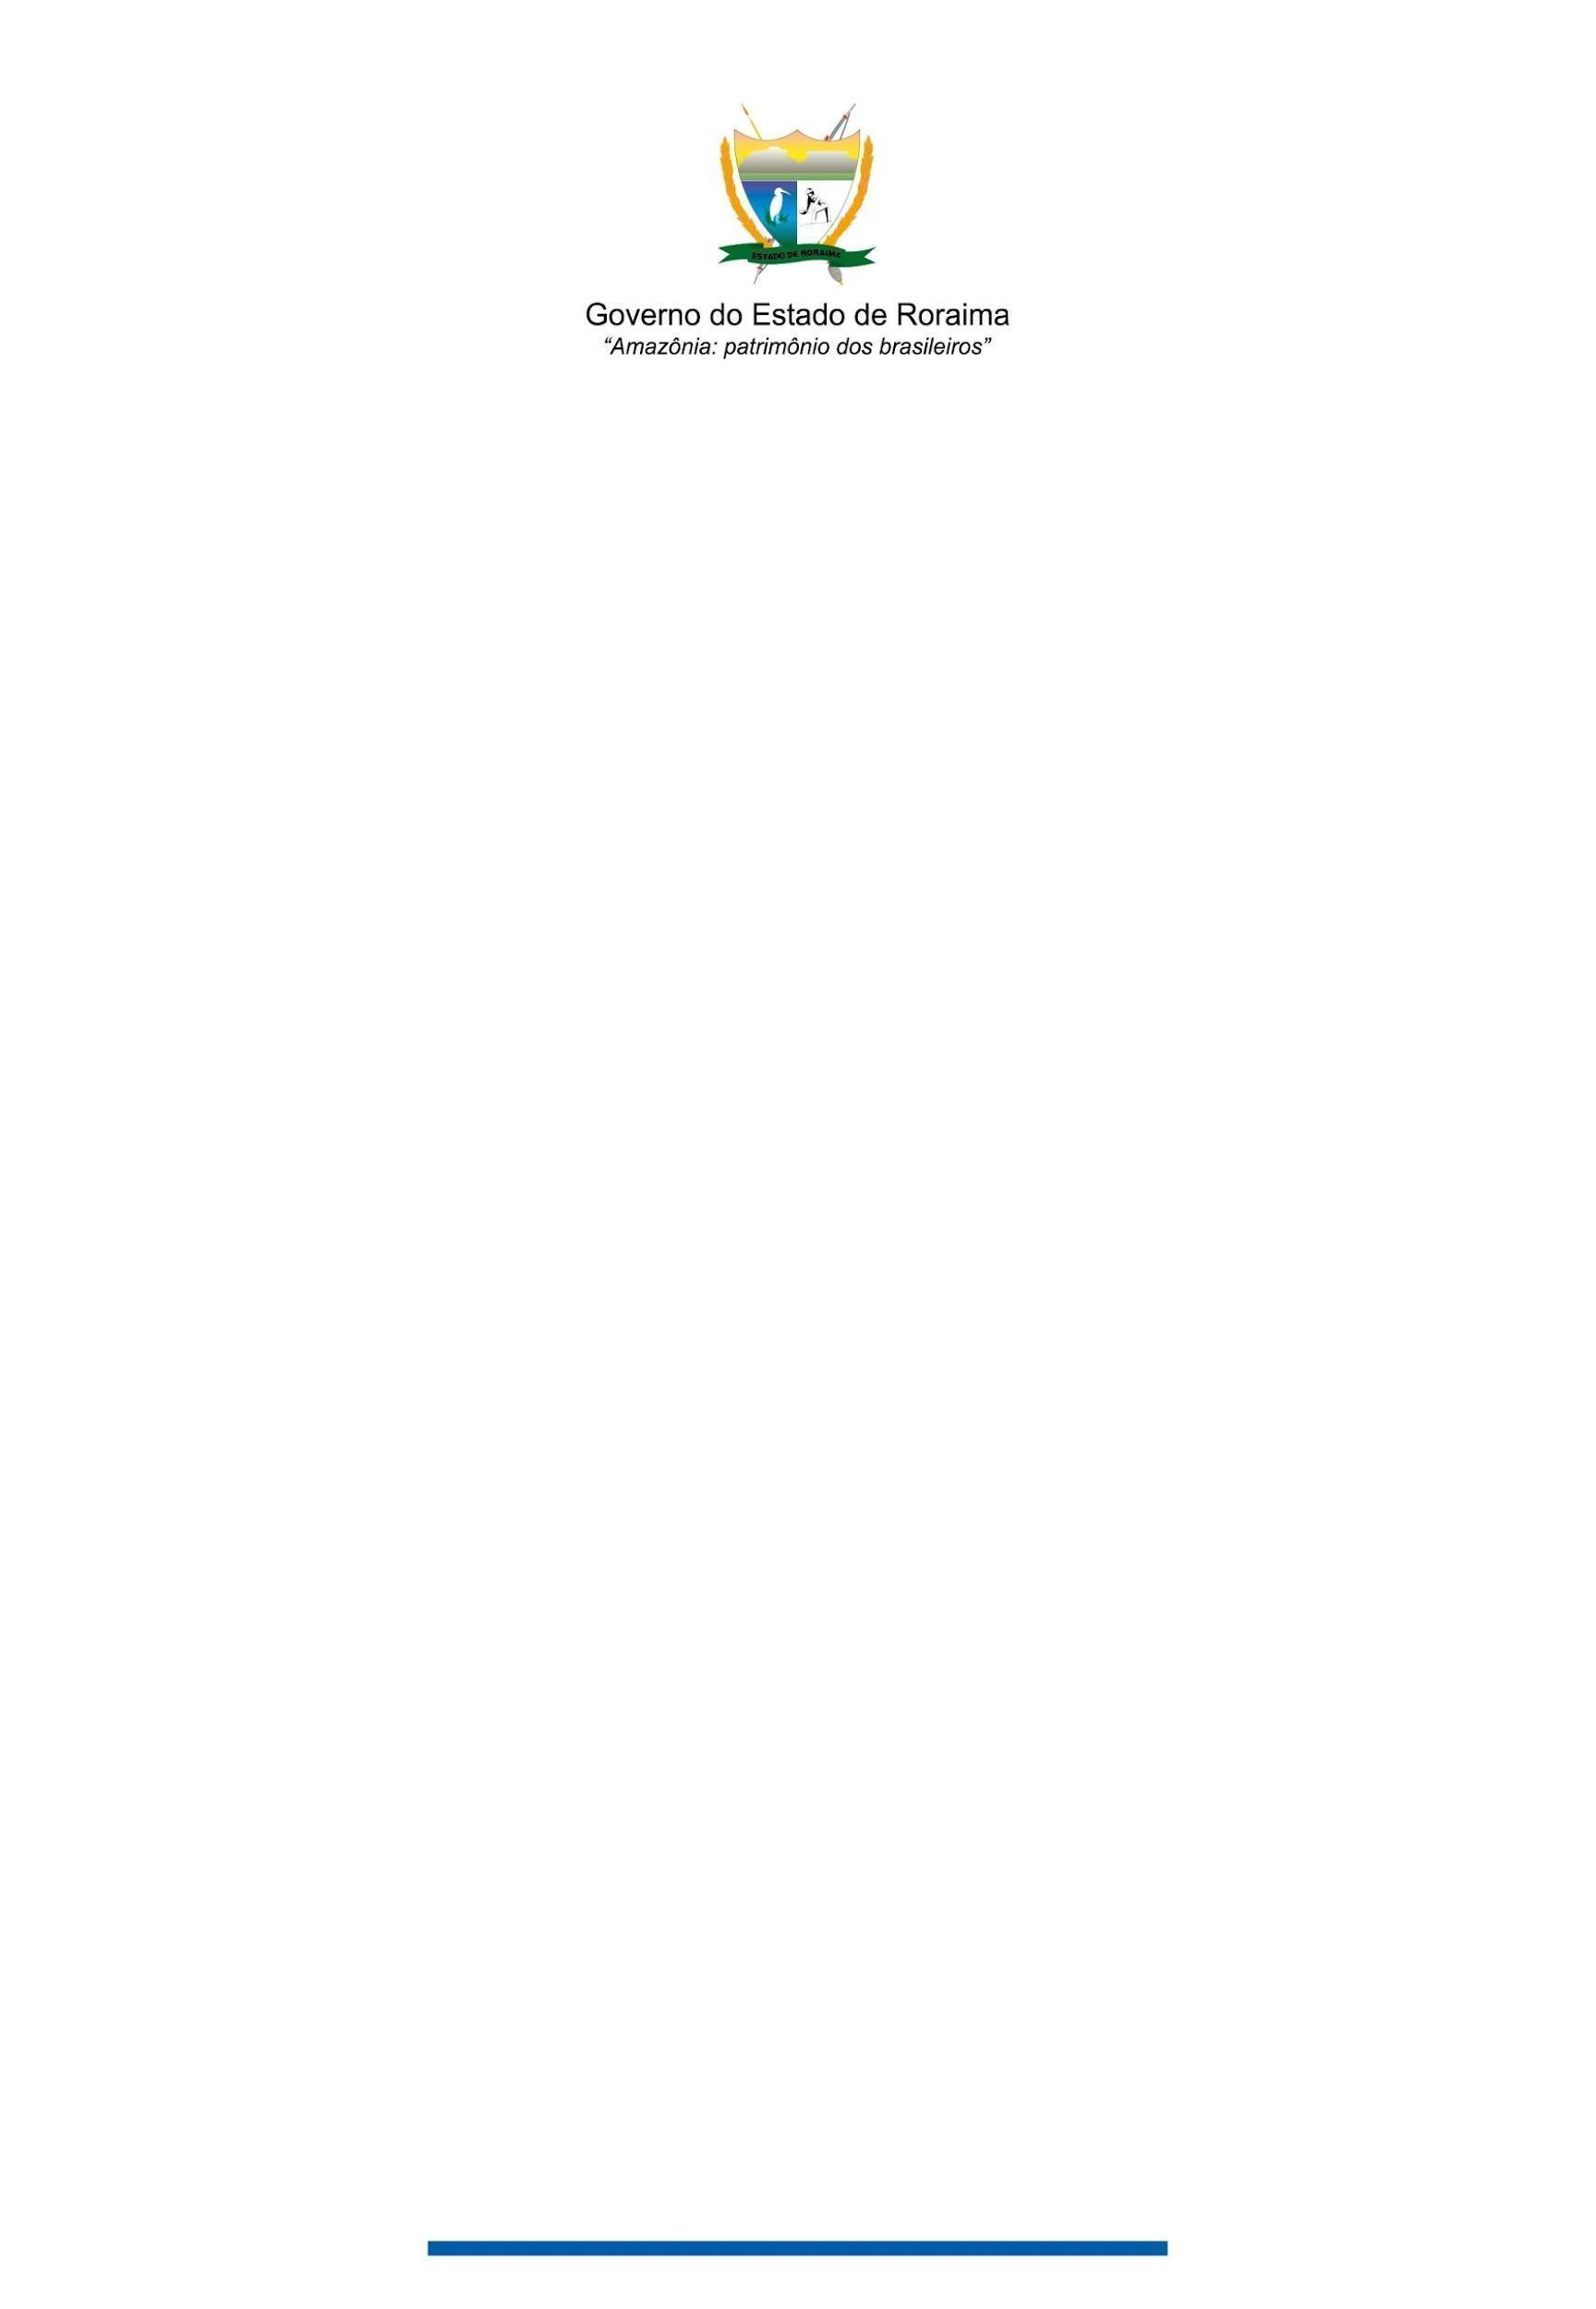 ESTADO DE RORAIMA
Governo do Estado de Roraima
“Amazônia: patrimônio dos brasileiros”